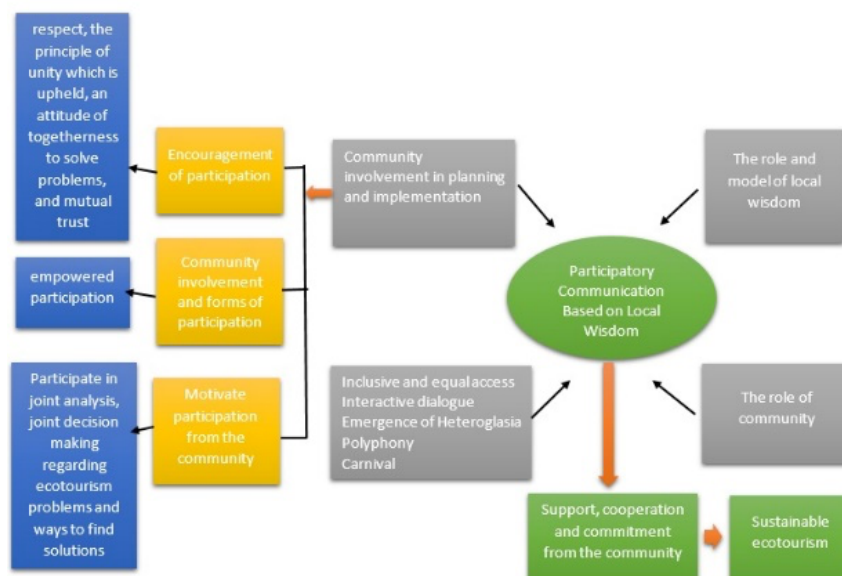 respect, the
principle of
unity which is
upheld, an
attitude of
togetherness
to solve
problems,
and mutual
trust
Encouragement
of participation
Community
involvement in planning
and implementation
The role and
model of local
wisdom
empowered
participation
Community
involvement
and forms of
participation
Participatory
Communication
Based on Local
Wisdom
Participate in
joint analysis,
joint decision
making
regarding
ecotourism
problems and
ways to find
solutions
Motivate
participation
from the
community
Inclusive and equal access
Interactive dialogue
Emergence of Heteroglasia
Polyphony
Carnival
The role of
community
Support, cooperation
and commitment
from the community
Sustainable
ecotourism